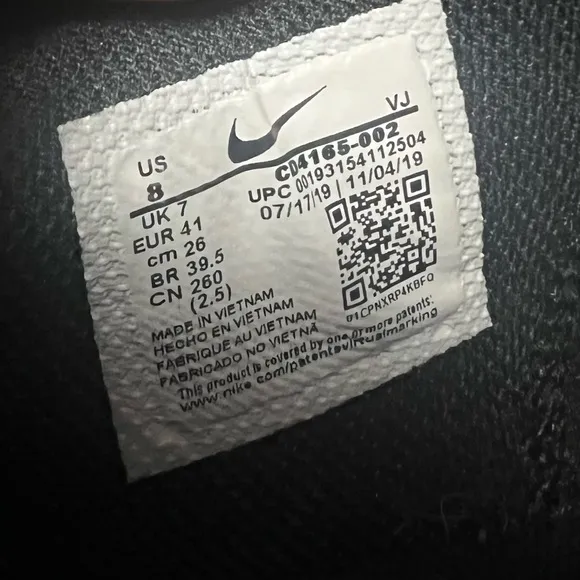 US
8
UK 7
EUR 41
cm 26
BR 39.5
CN 260
(2.5)
VJ
CD4165-002
UPC 00193154112504
07/17/19 | 11/04/19
01CPNXRP4KBFO
MADE IN VIETNAM
HECHO EN VIETNAM
FABRIQUE AU VIETNAM
FABRICADO NO VIETNÃ
This product is covered by one or more patents:
www.nike.com/patentsvirtualmarking